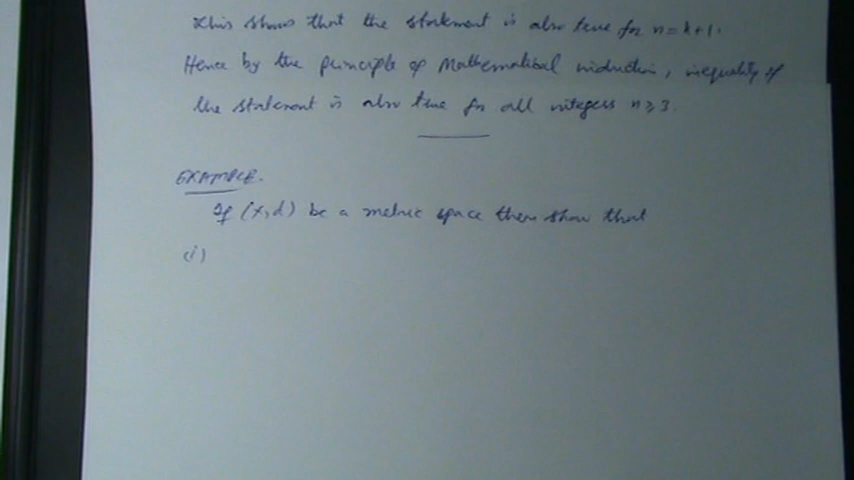 This shows that the statement is also true for n = k+1.
Hence by the principle of Mathematical induction, inequality of
the statement is also true for all integers n ≥ 3.
EXAMPLE.
If (X,d) be a metric space then show that
(i)